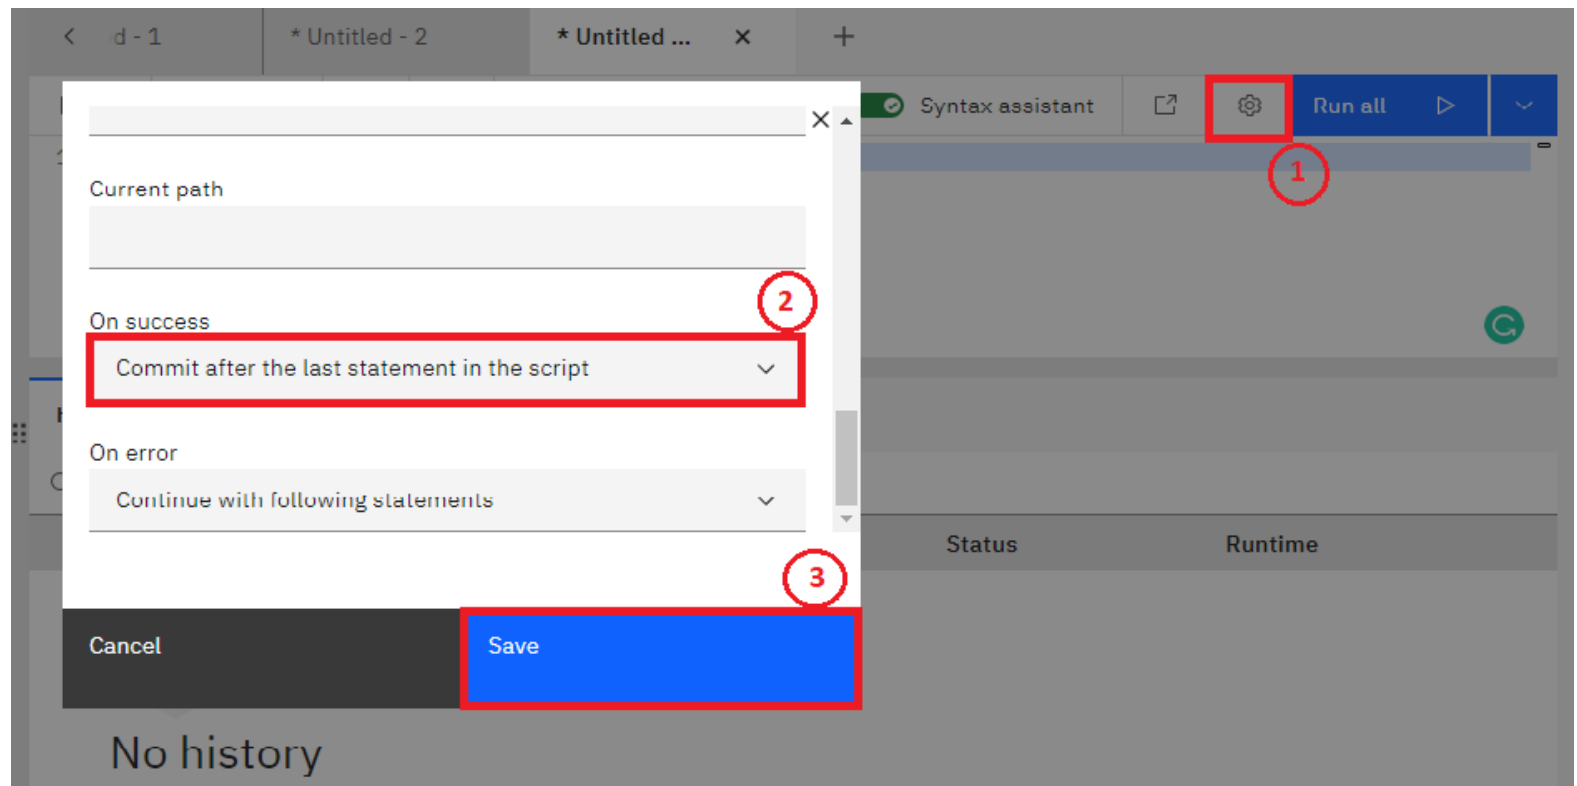 d - 1
* Untitled - 2
* Untitled ...
Syntax assistant
Run all
1
Current path
2
On success
Commit after the last statement in the script
On error
Continue with following statements
Status
Runtime
3
Cancel
Save
No history